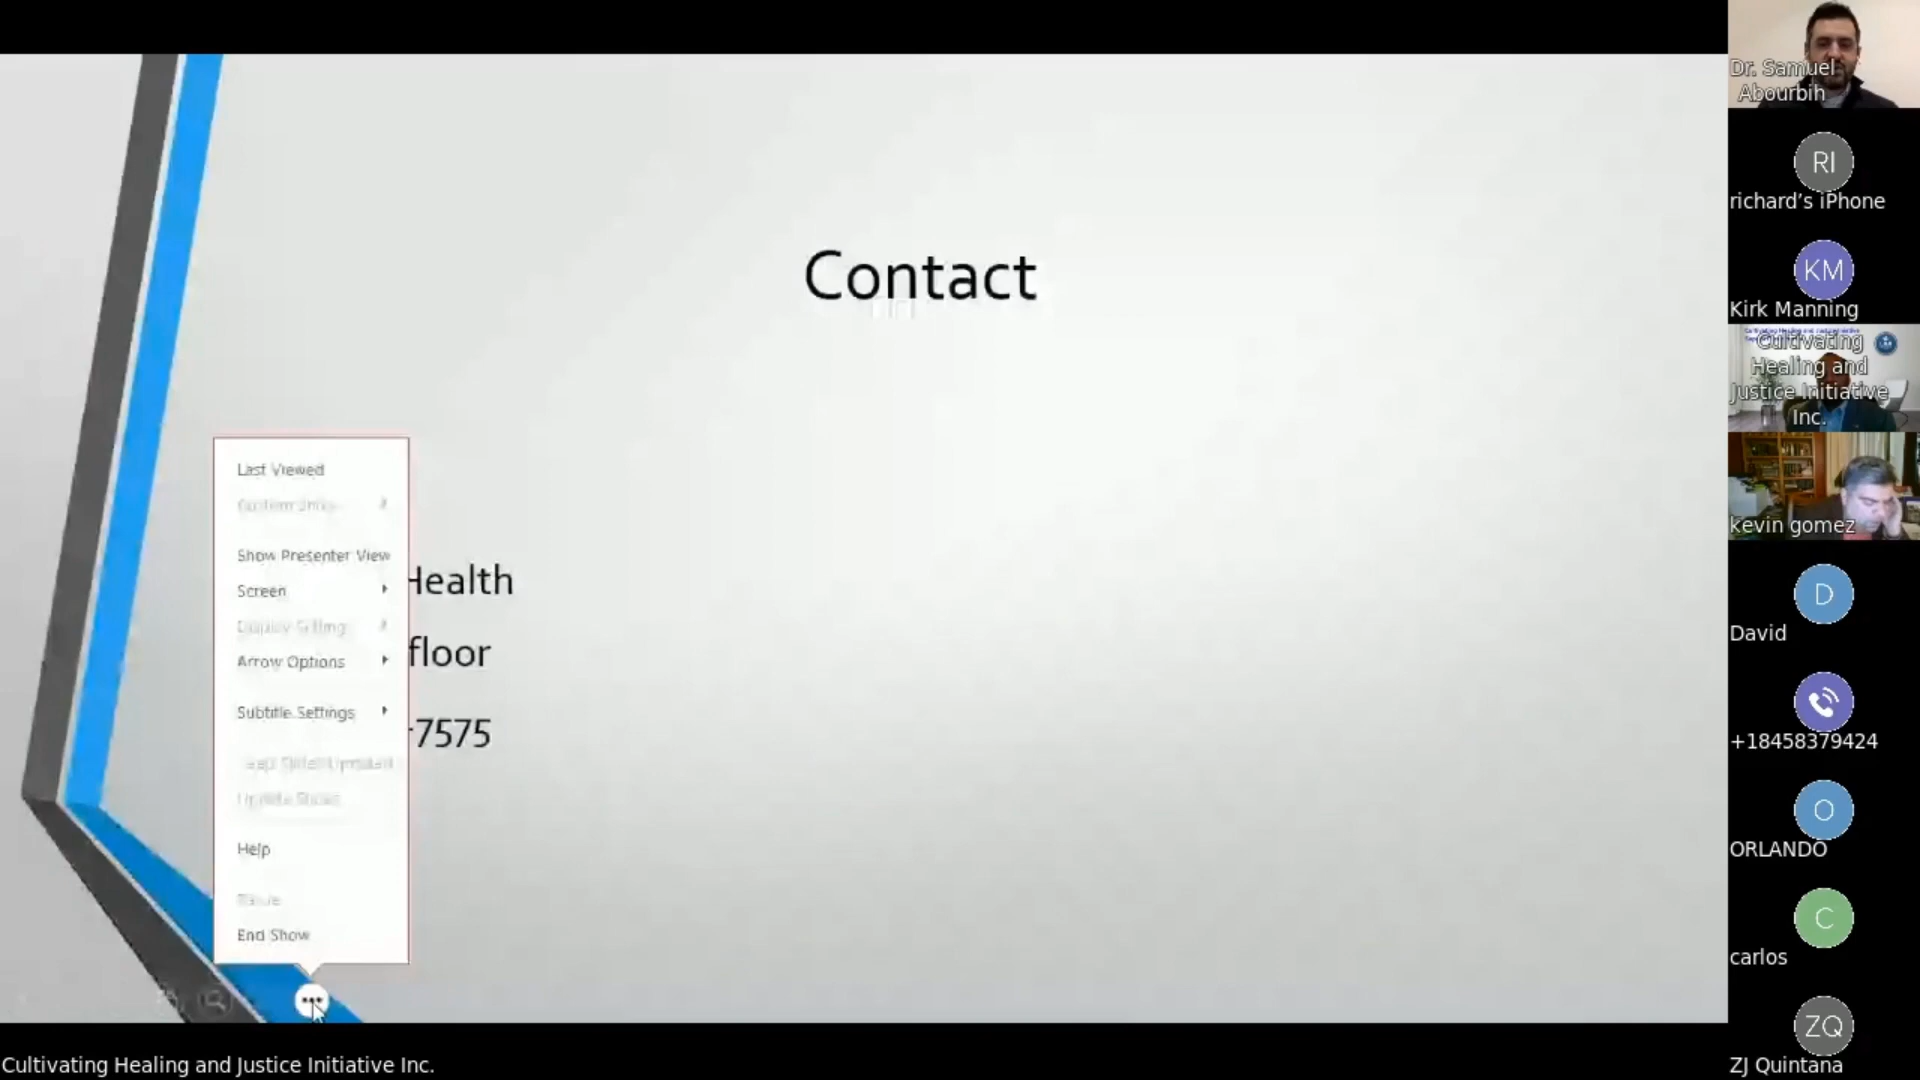 Contact
Last Viewed
Show Presenter View
Screen
Arrow Options
Subtitle Settings
Help
End Show
Health
floor
-7575
Dr. Samuel
Abourbih
RI
richard’s iPhone
KM
Kirk Manning
Cultivating
Healing and
Justice Initiative
Inc.
kevin gomez
D
David
+18458379424
O
ORLANDO
C
carlos
ZQ
ZJ Quintana
Cultivating Healing and Justice Initiative Inc.